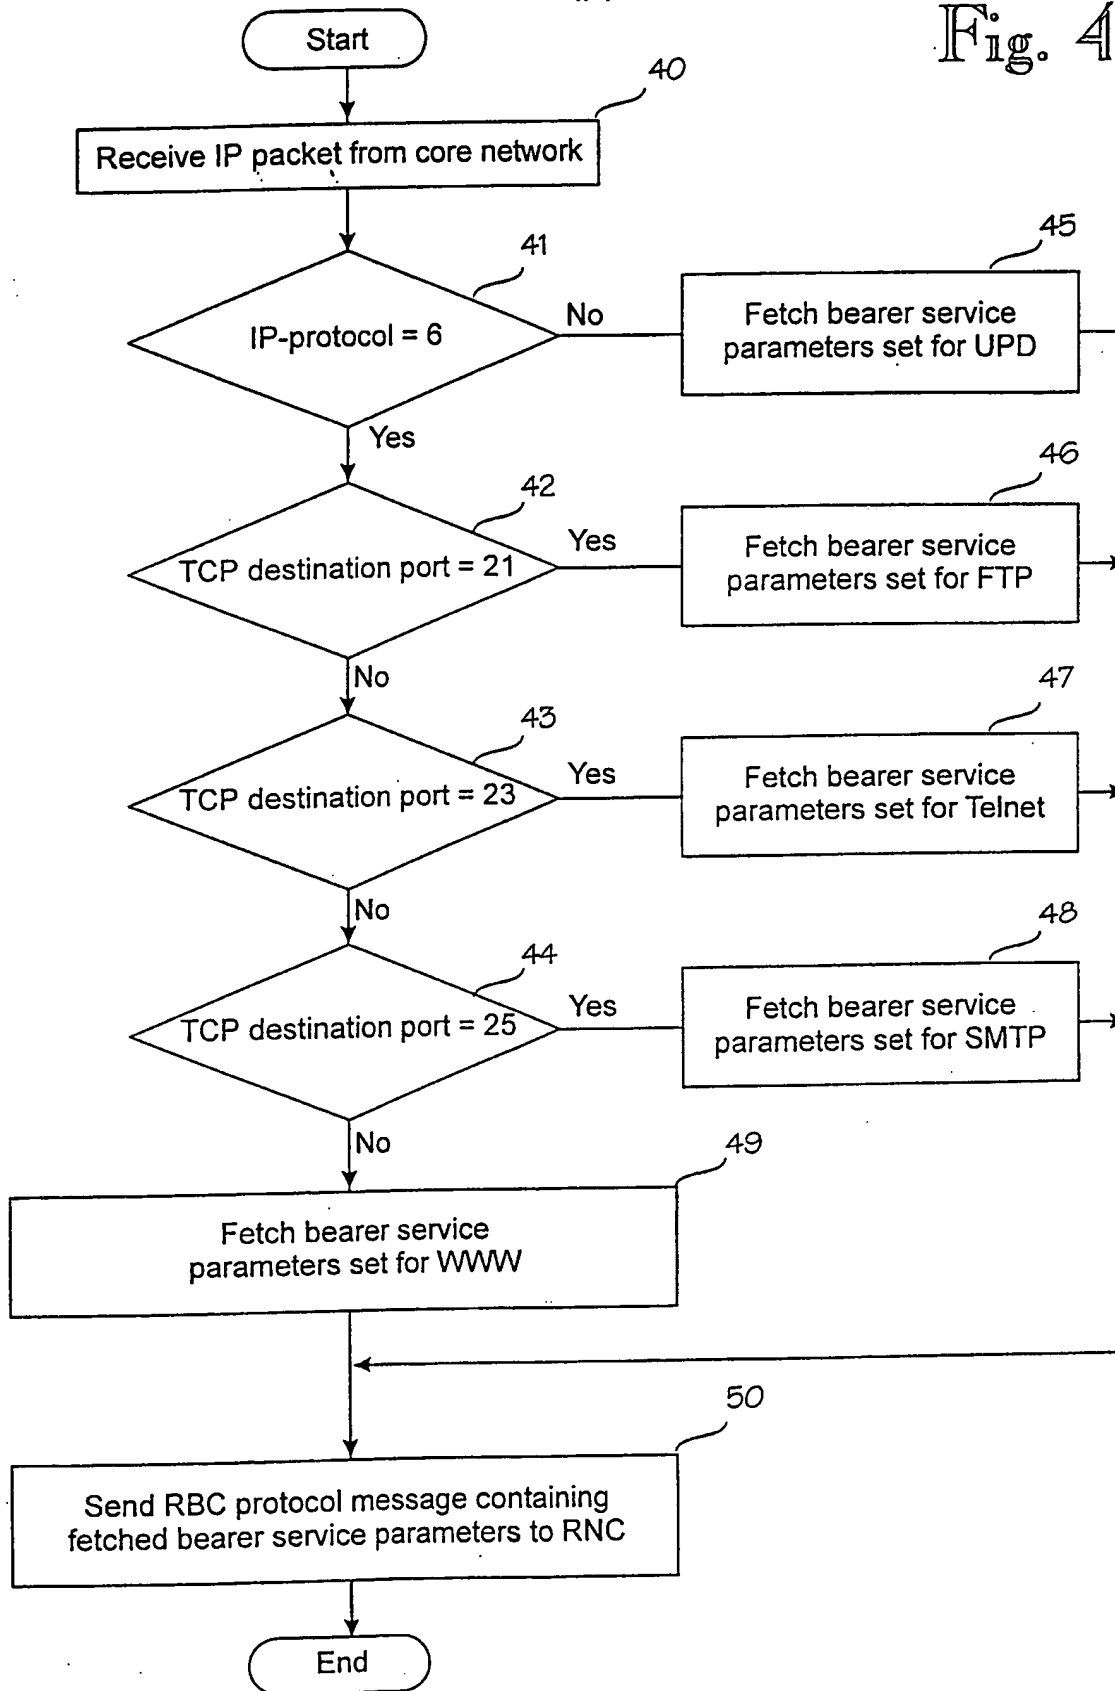 Fig. 4
Start
40
Receive IP packet from core network
41
IP-protocol = 6
No
45
Fetch bearer service
parameters set for UPD
Yes
42
TCP destination port = 21
Yes
46
Fetch bearer service
parameters set for FTP
No
43
TCP destination port = 23
Yes
47
Fetch bearer service
parameters set for Telnet
No
44
TCP destination port = 25
Yes
48
Fetch bearer service
parameters set for SMTP
No
49
Fetch bearer service
parameters set for WWW
50
Send RBC protocol message containing
fetched bearer service parameters to RNC
End